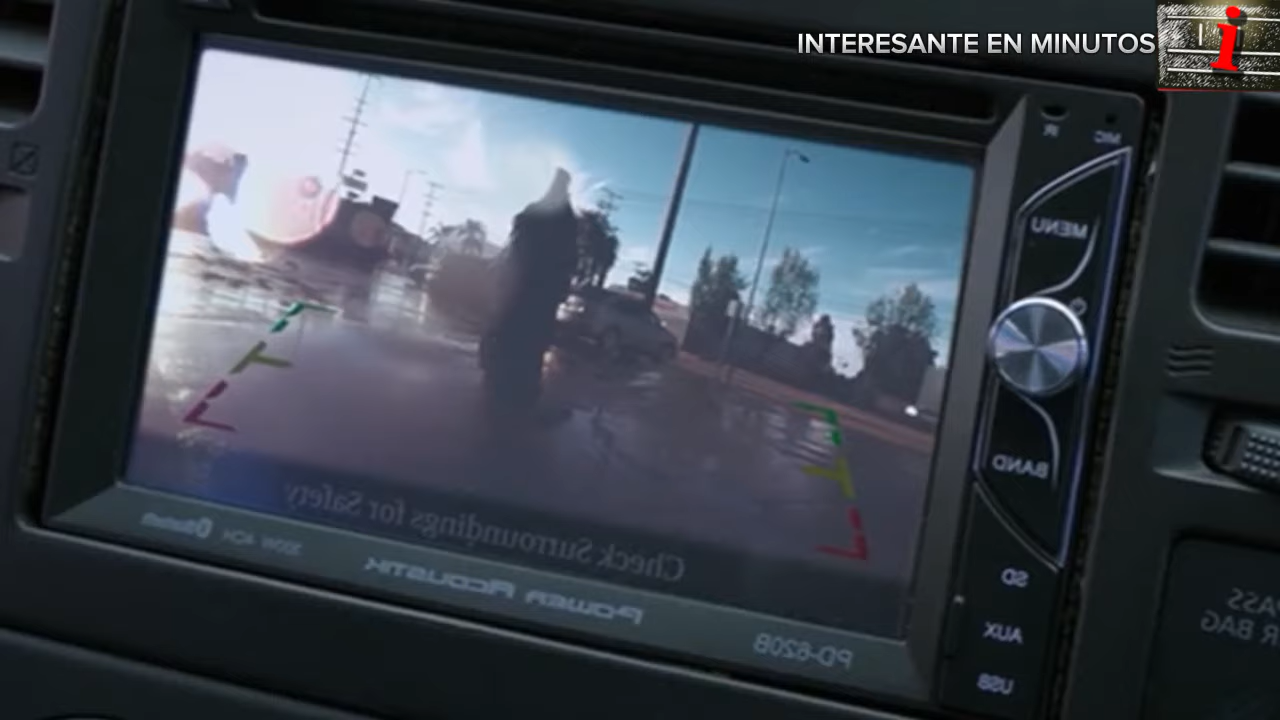 INTERESANTE EN MINUTOS
i
IR
MIC
MENU
BAND
Check Surroundings for Safety
POWER ACOUSTIK
PD-620B
SD
AUX
USB